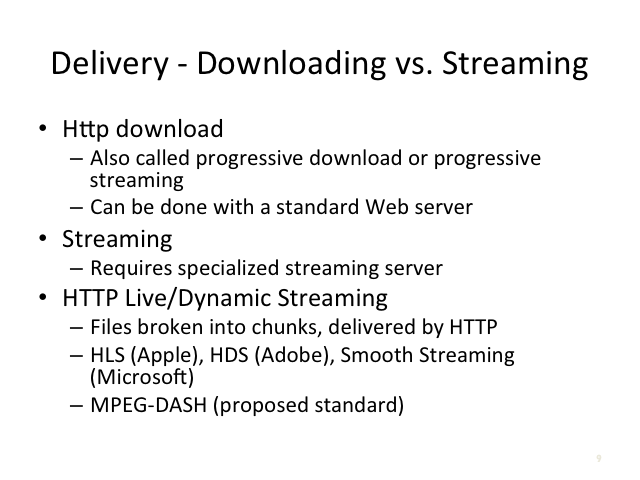 Delivery - Downloading vs. Streaming
• Http download
– Also called progressive download or progressive
streaming
– Can be done with a standard Web server
• Streaming
– Requires specialized streaming server
• HTTP Live/Dynamic Streaming
– Files broken into chunks, delivered by HTTP
– HLS (Apple), HDS (Adobe), Smooth Streaming
(Microsoft)
– MPEG-DASH (proposed standard)
9